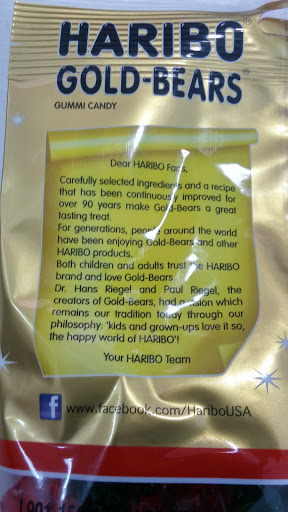 HARIBO®
GOLD-BEARS®
GUMMI CANDY
Dear HARIBO Fans,
Carefully selected ingredients and a recipe
that has been continuously improved for
over 90 years make Gold-Bears a great
tasting treat.
For generations, people around the world
have been enjoying Gold-Bears and other
HARIBO products.
Both children and adults trust the HARIBO
brand and love Gold-Bears.
Dr. Hans Riegel and Paul Riegel, the
creators of Gold-Bears, had a vision which
remains our tradition today through our
philosophy: 'kids and grown-ups love it so,
the happy world of HARIBO'!
Your HARIBO Team
f www.facebook.com/HariboUSA